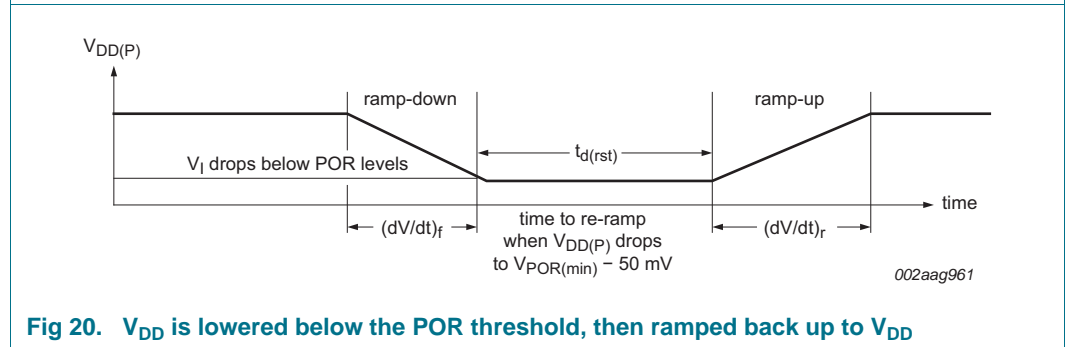 VDD(P)
ramp-down
ramp-up
td(rst)
VI drops below POR levels
time
(dV/dt)f
time to re-ramp
when VDD(P) drops
to VPOR(min) − 50 mV
(dV/dt)r
002aag961
Fig 20. VDD is lowered below the POR threshold, then ramped back up to VDD